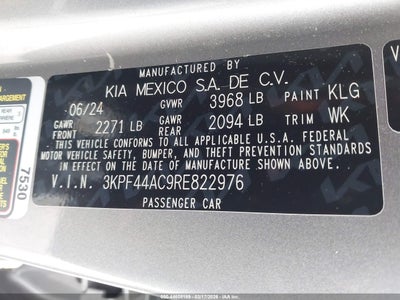 MANUFACTURED BY
KIA MEXICO S.A. DE C.V.
06/24 GVWR 3968 LB PAINT KLG
GAWR FRONT 2271 LB GAWR REAR 2094 LB TRIM WK
THIS VEHICLE CONFORMS TO ALL APPLICABLE U.S.A. FEDERAL
MOTOR VEHICLE SAFETY, BUMPER, AND THEFT PREVENTION STANDARDS
IN EFFECT ON THE DATE OF MANUFACTURE SHOWN ABOVE.
V.I.N. 3KPF44AC9RE822976
PASSENGER CAR
7530
REAR